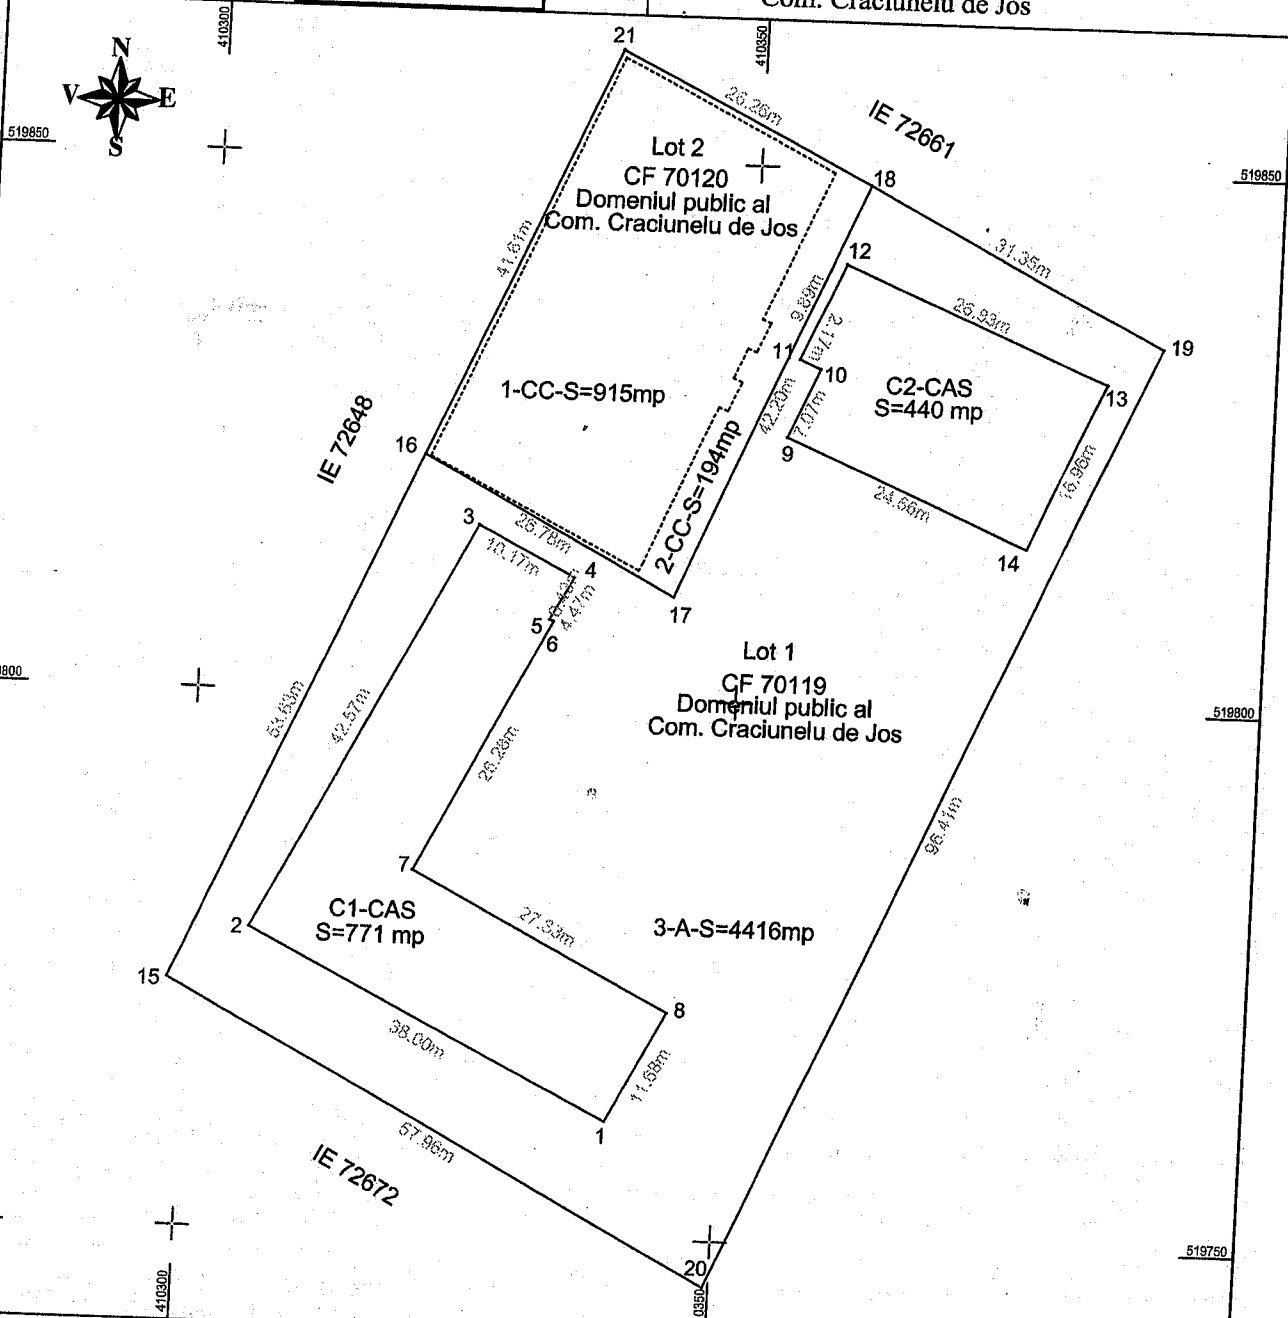 Com. Craciunelu de Jos
410300
410350
N
V E
S
519850
519850
21
26.26m
IE 72661
Lot 2
CF 70120
Domeniul public al
Com. Craciunelu de Jos
18
12
31.35m
41.61m
9.89m
2.17m
26.93m
19
11
10
C2-CAS
S=440 mp
13
1-CC-S=915mp
42.20m
7.07m
IE 72648
16
2-CC-S=194mp
9
24.56m
15.96m
3
26.78m
10.17m
4
14
4.47m
5
6
17
Lot 1
CF 70119
Domeniul public al
Com. Craciunelu de Jos
800
519800
53.63m
42.57m
26.28m
96.41m
7
C1-CAS
S=771 mp
2
27.33m
3-A-S=4416mp
15
8
38.00m
11.68m
1
57.96m
IE 72672
519750
20
410300
0350